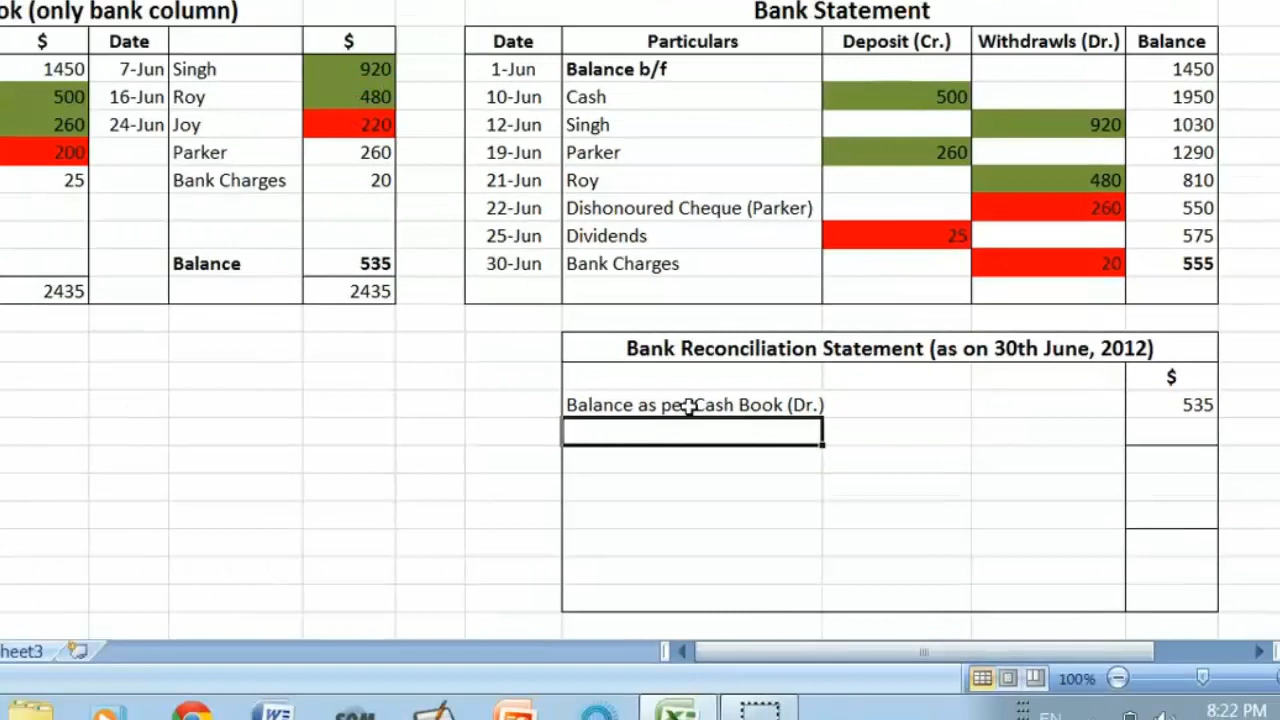 ok (only bank column)
Bank Statement
$ Date $
Date Particulars Deposit (Cr.) Withdrawls (Dr.) Balance
1450 7-Jun Singh 920
1-Jun Balance b/f 1450
500 16-Jun Roy 480
10-Jun Cash 500 1950
260 24-Jun Joy 220
12-Jun Singh 920 1030
200 Parker 260
19-Jun Parker 260 1290
25 Bank Charges 20
21-Jun Roy 480 810
22-Jun Dishonoured Cheque (Parker) 260 550
25-Jun Dividends 25 575
Balance 535
30-Jun Bank Charges 20 555
2435 2435
Bank Reconciliation Statement (as on 30th June, 2012)
$
Balance as per Cash Book (Dr.) 535
heet3
100%
EN
8:22 PM